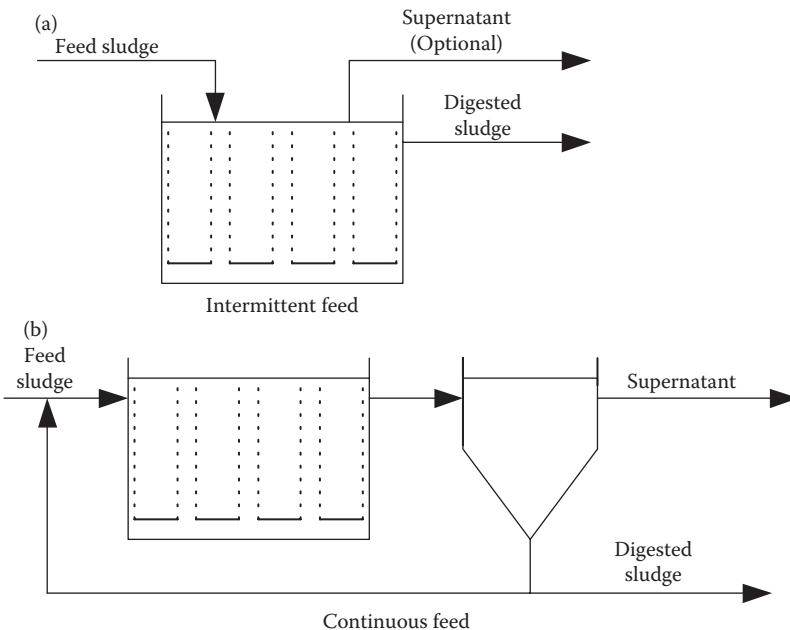 (a)
Feed sludge
Supernatant
(Optional)
Digested
sludge
Intermittent feed
(b)
Feed
sludge
Supernatant
Digested
sludge
Continuous feed